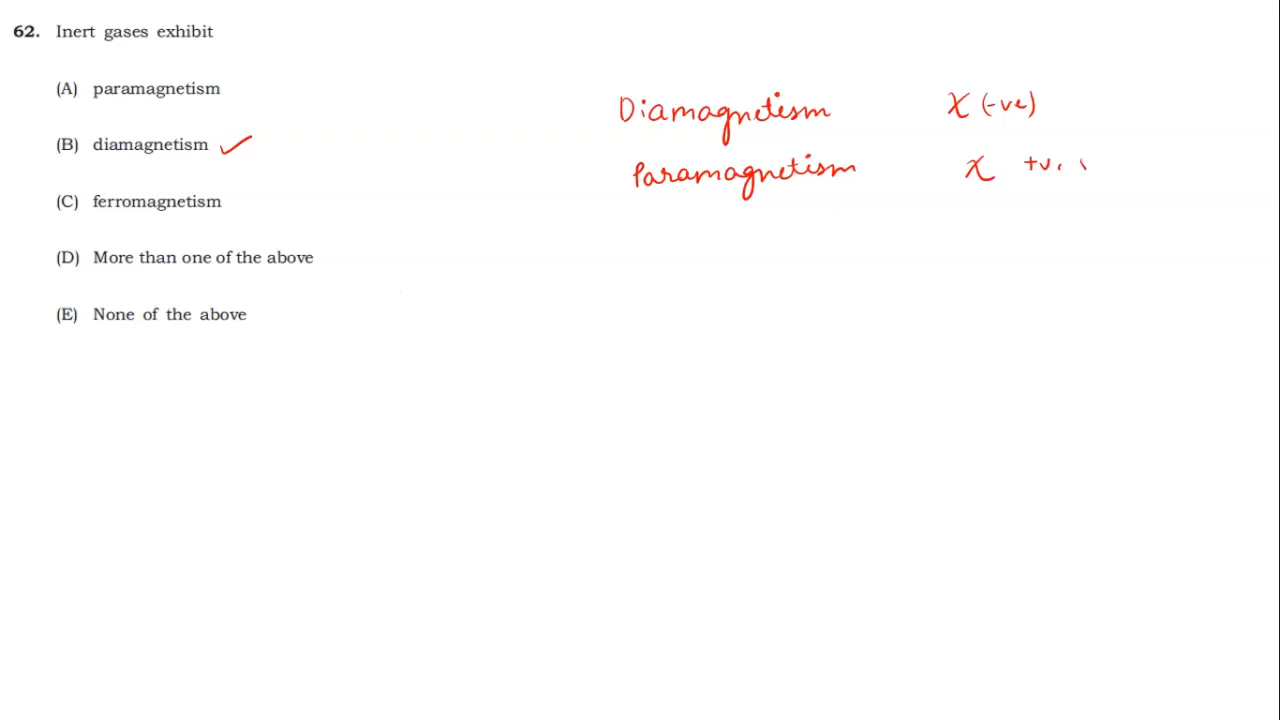 62. Inert gases exhibit
(A) paramagnetism
(B) diamagnetism ✓
(C) ferromagnetism
(D) More than one of the above
(E) None of the above
Diamagnetism χ (-ve)
Paramagnetism χ